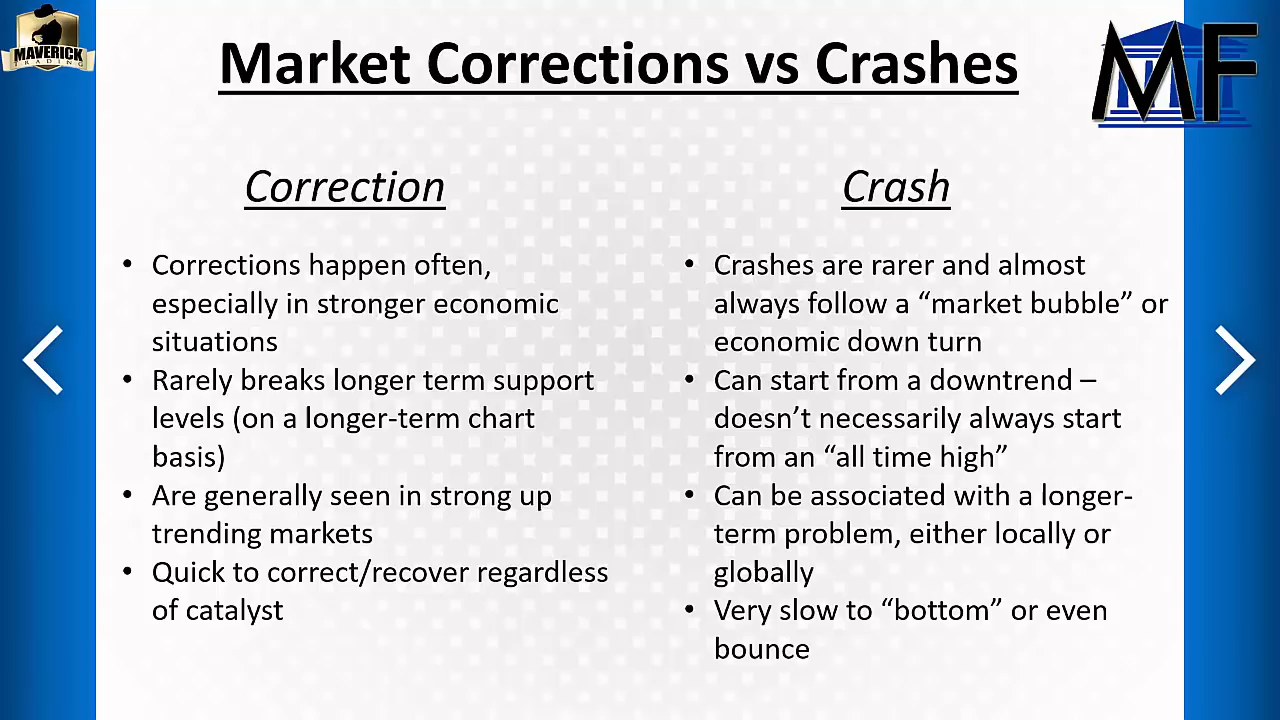 MAVERICK
TRADING
Market Corrections vs Crashes
MF
Correction
• Corrections happen often,
especially in stronger economic
situations
• Rarely breaks longer term support
levels (on a longer-term chart
basis)
• Are generally seen in strong up
trending markets
• Quick to correct/recover regardless
of catalyst
Crash
• Crashes are rarer and almost
always follow a “market bubble” or
economic down turn
• Can start from a downtrend –
doesn’t necessarily always start
from an “all time high”
• Can be associated with a longer-
term problem, either locally or
globally
• Very slow to “bottom” or even
bounce